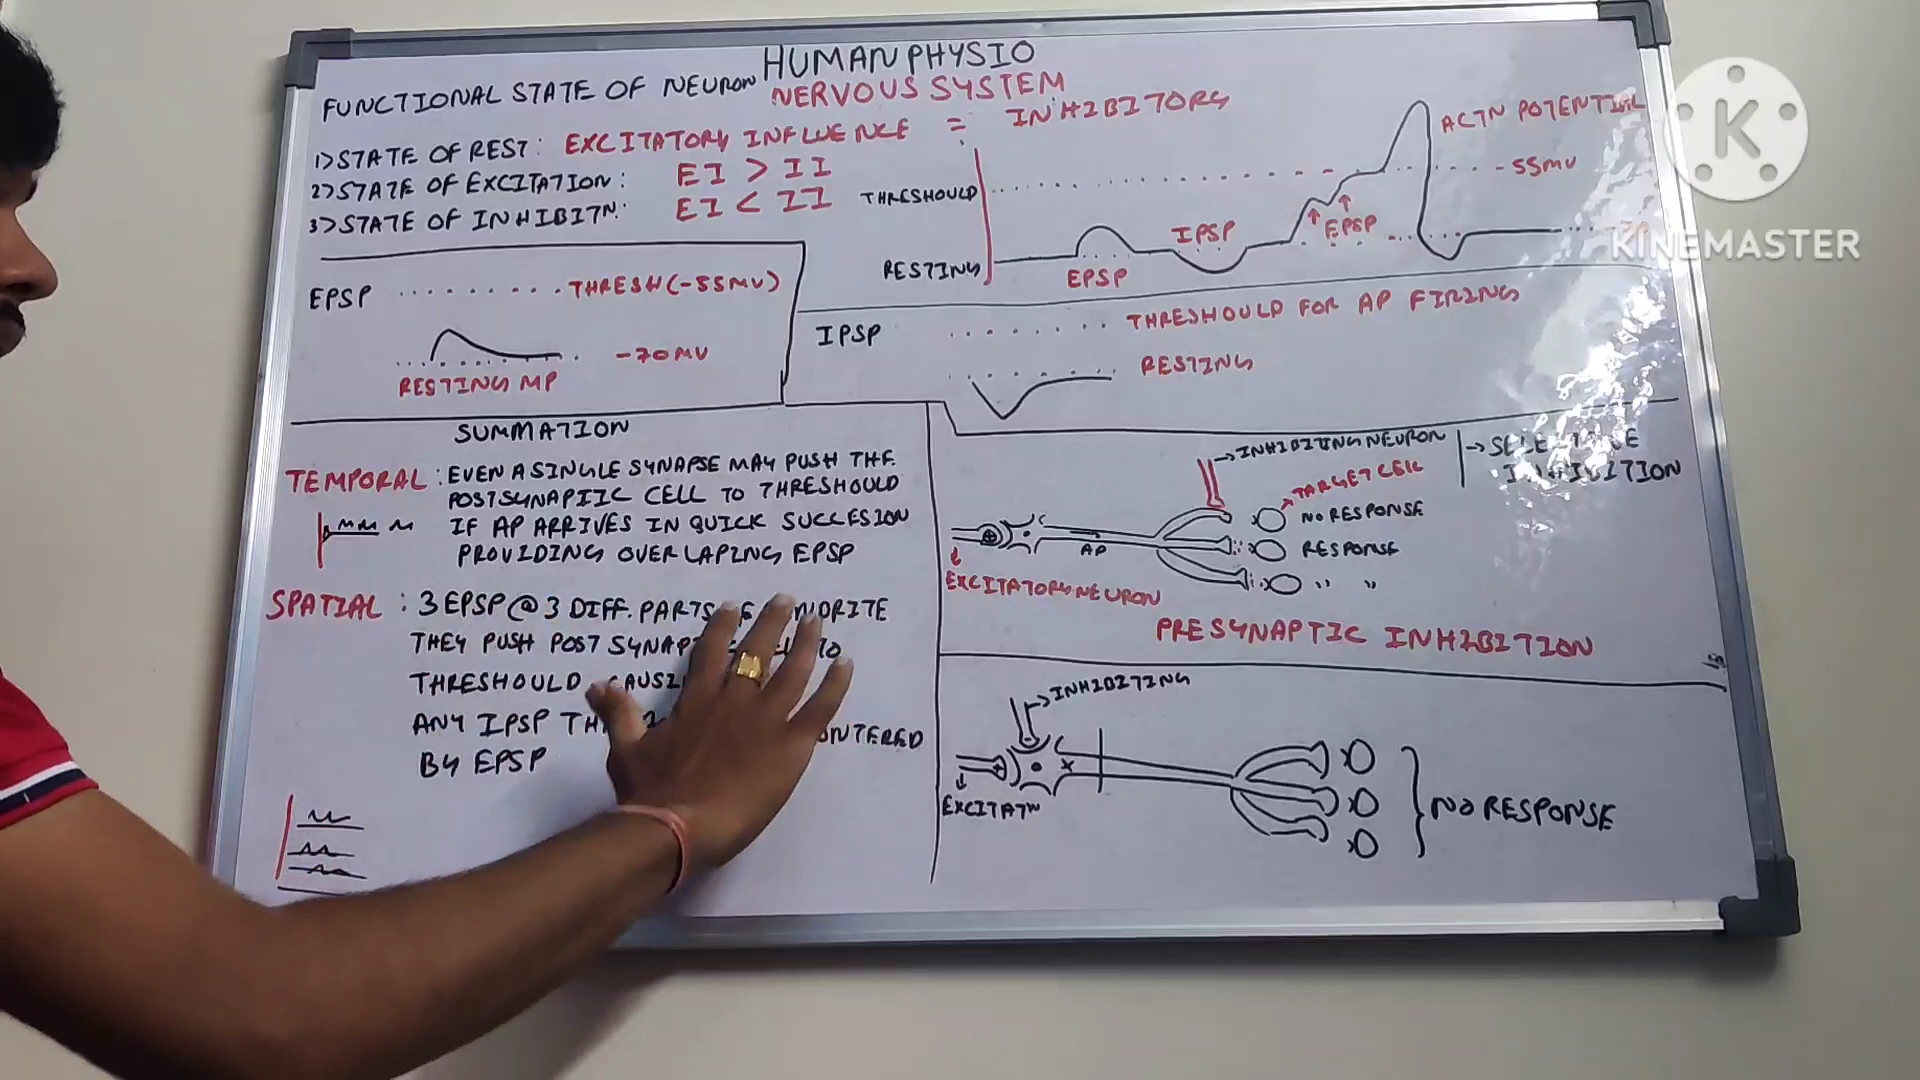 HUMAN PHYSIO
NERVOUS SYSTEM
FUNCTIONAL STATE OF NEURON
1) STATE OF REST: EXCITATORY INFLUENCE = INHIBITORY
2) STATE OF EXCITATION: EI > II
3) STATE OF INHIBITN: EI < II
THRESHOULD
RESTING
EPSP
IPSP
EPSP
ACTN POTENTIAL
-55MV
K
KINEMASTER
EPSP
THRESH (-55MV)
-70MV
RESTING MP
IPSP
THRESHOULD FOR AP FIRING
RESTING
SUMMATION
TEMPORAL: EVEN A SINGLE SYNAPSE MAY PUSH THE
POSTSYNAPTIIC CELL TO THRESHOULD
IF AP ARRIVES IN QUICK SUCCESION
PROVIDING OVERLAPING EPSP
SPATIAL: 3 EPSP @ 3 DIFF. PARTS
THEY PUSH POST
THRESHOULD
ANY IPSP
BY EPSP
INHIBITING NEURON
TARGET CELL
INHIBITION
NO RESPONSE
RESPONSE
" "
AP
EXCITATORY NEURON
PRESYNAPTIC INHIBITION
INHIBITING
EXCITATN
NO RESPONSE